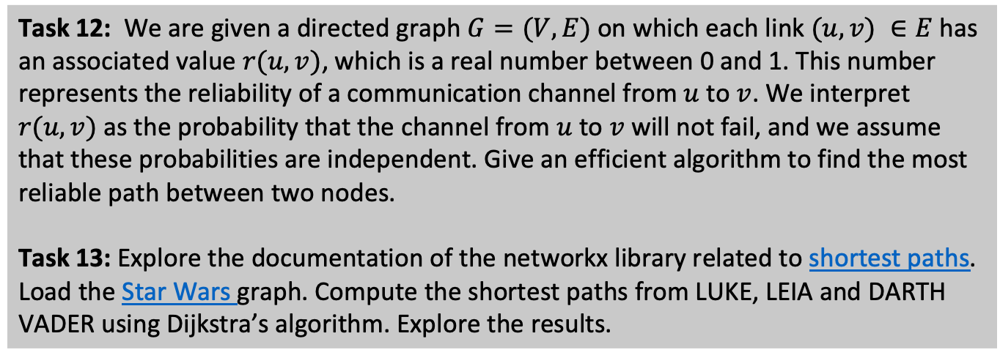 Task 12:  We are given a directed graph G = (V, E) on which each link (u, v) ∈ E has
an associated value r(u, v), which is a real number between 0 and 1. This number
represents the reliability of a communication channel from u to v. We interpret
r(u, v) as the probability that the channel from u to v will not fail, and we assume
that these probabilities are independent. Give an efficient algorithm to find the most
reliable path between two nodes.
Task 13: Explore the documentation of the networkx library related to shortest paths.
Load the Star Wars graph. Compute the shortest paths from LUKE, LEIA and DARTH
VADER using Dijkstra’s algorithm. Explore the results.